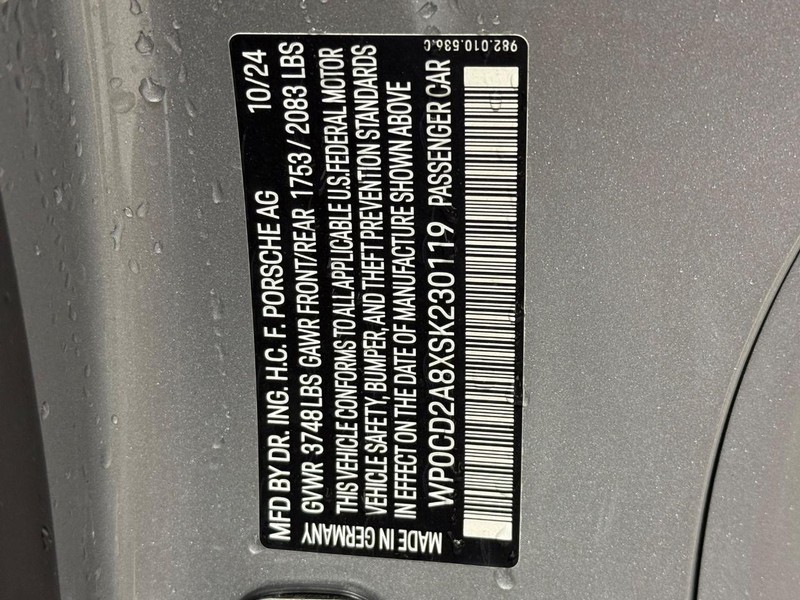 MFD BY DR. ING. H.C. F. PORSCHE AG 10/24
GVWR 3748 LBS GAWR FRONT/REAR 1753 / 2083 LBS
THIS VEHICLE CONFORMS TO ALL APPLICABLE U.S. FEDERAL MOTOR
VEHICLE SAFETY, BUMPER, AND THEFT PREVENTION STANDARDS
IN EFFECT ON THE DATE OF MANUFACTURE SHOWN ABOVE
WP0CD2A8XSK230119 PASSENGER CAR
MADE IN GERMANY
982.010.536.C